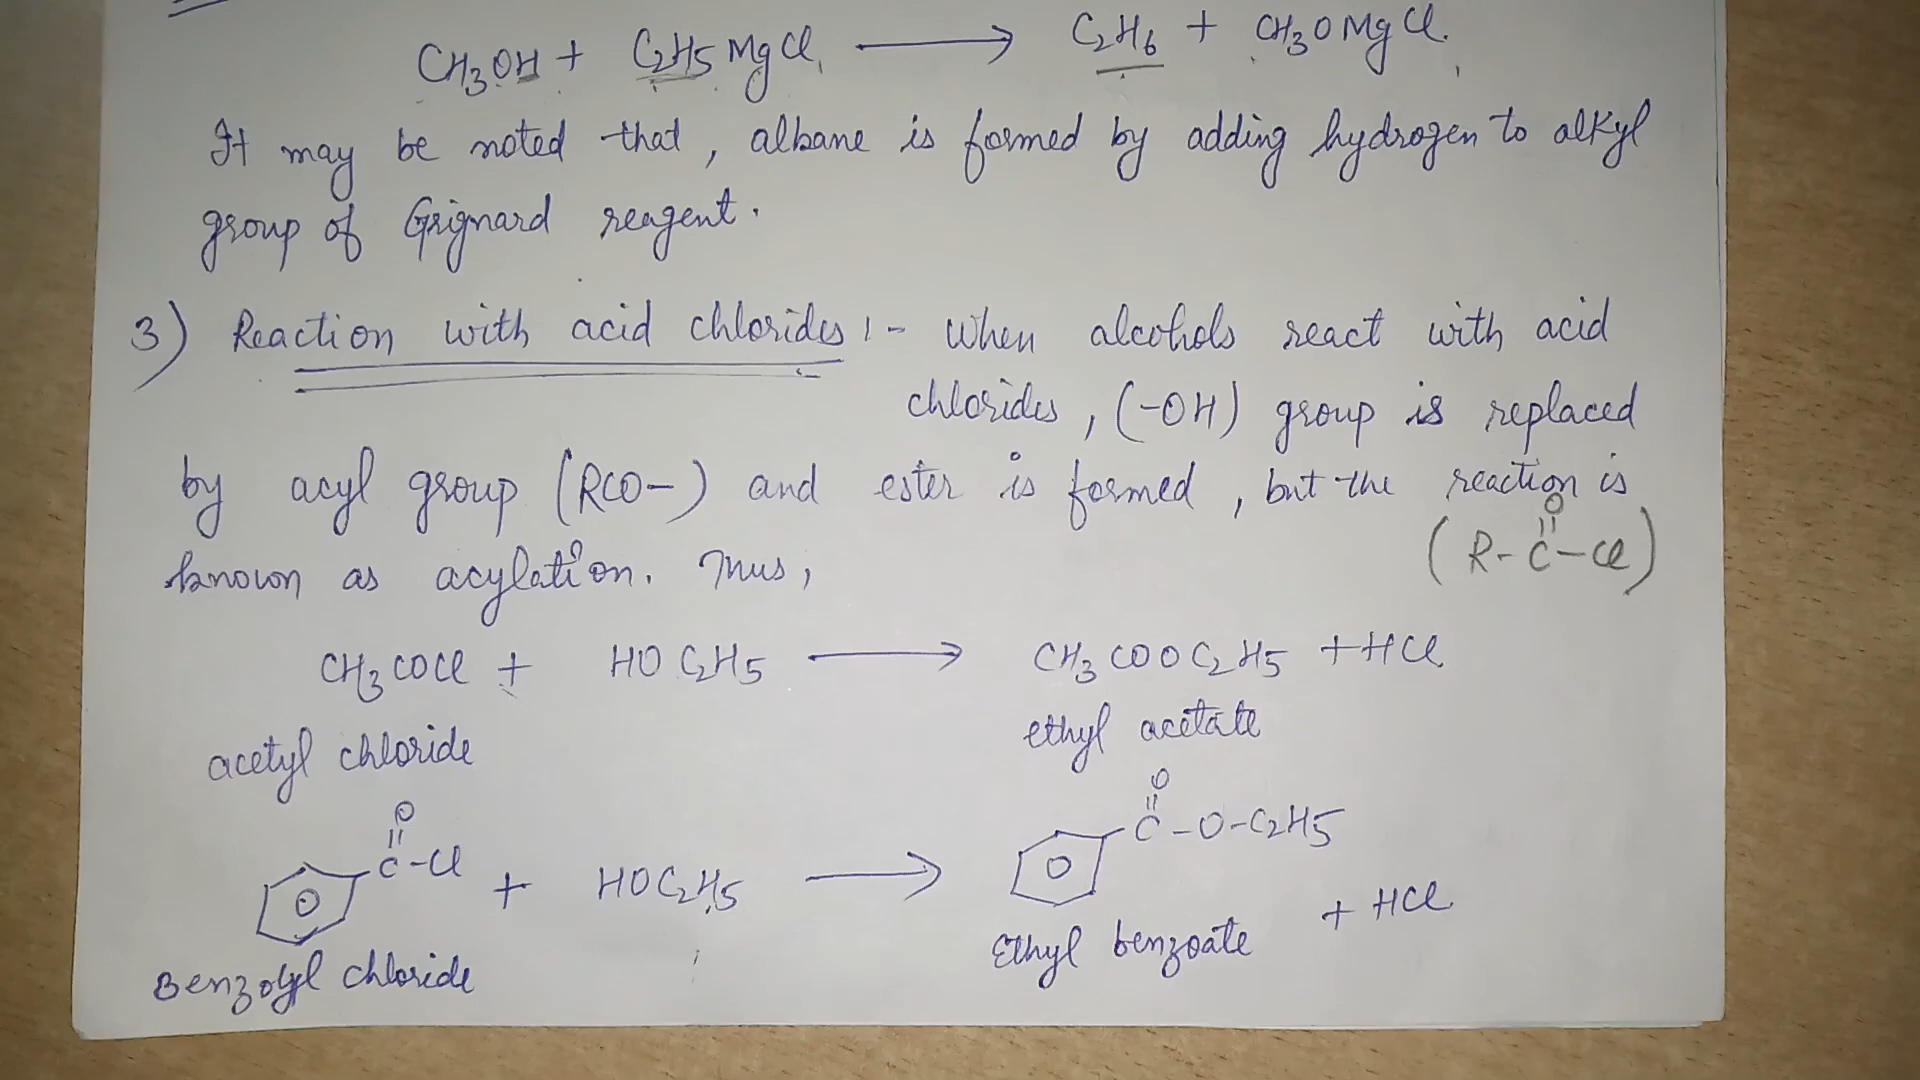 CH3OH + C2H5MgCl ⟶ C2H6 + CH3OMgCl.
It may be noted that, alkane is formed by adding hydrogen to alkyl
group of Grignard reagent.
3) Reaction with acid chlorides :- When alcohols react with acid
chlorides, (-OH) group is replaced
by acyl group (RCO-) and ester is formed, but the reaction is
known as acylation. Thus,
(R-C-Cl)
O
CH3COCl + HOC2H5 ⟶ CH3COOC2H5 + HCl
acetyl chloride ethyl acetate
O O
C-Cl + HOC2H5 ⟶ C-O-C2H5
+ HCl
Benzoyl chloride Ethyl benzoate